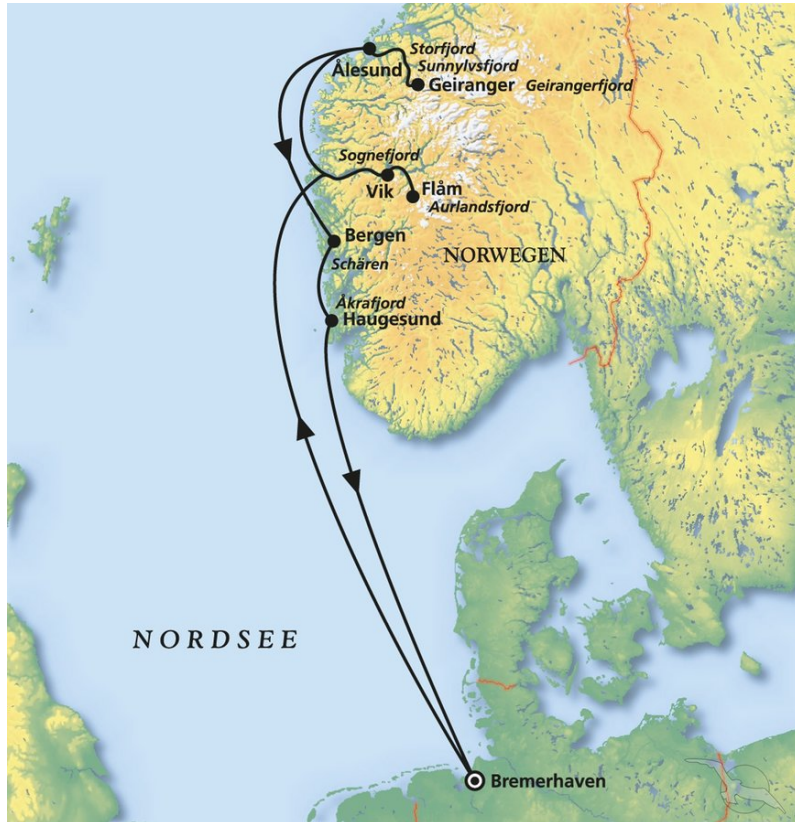 Storfjord
Sunnylvsfjord
Ålesund
Geiranger
Geirangerfjord
Sognefjord
Vik
Flåm
Aurlandsfjord
Bergen
NORWEGEN
Schären
Åkrafjord
Haugesund
NORDSEE
Bremerhaven